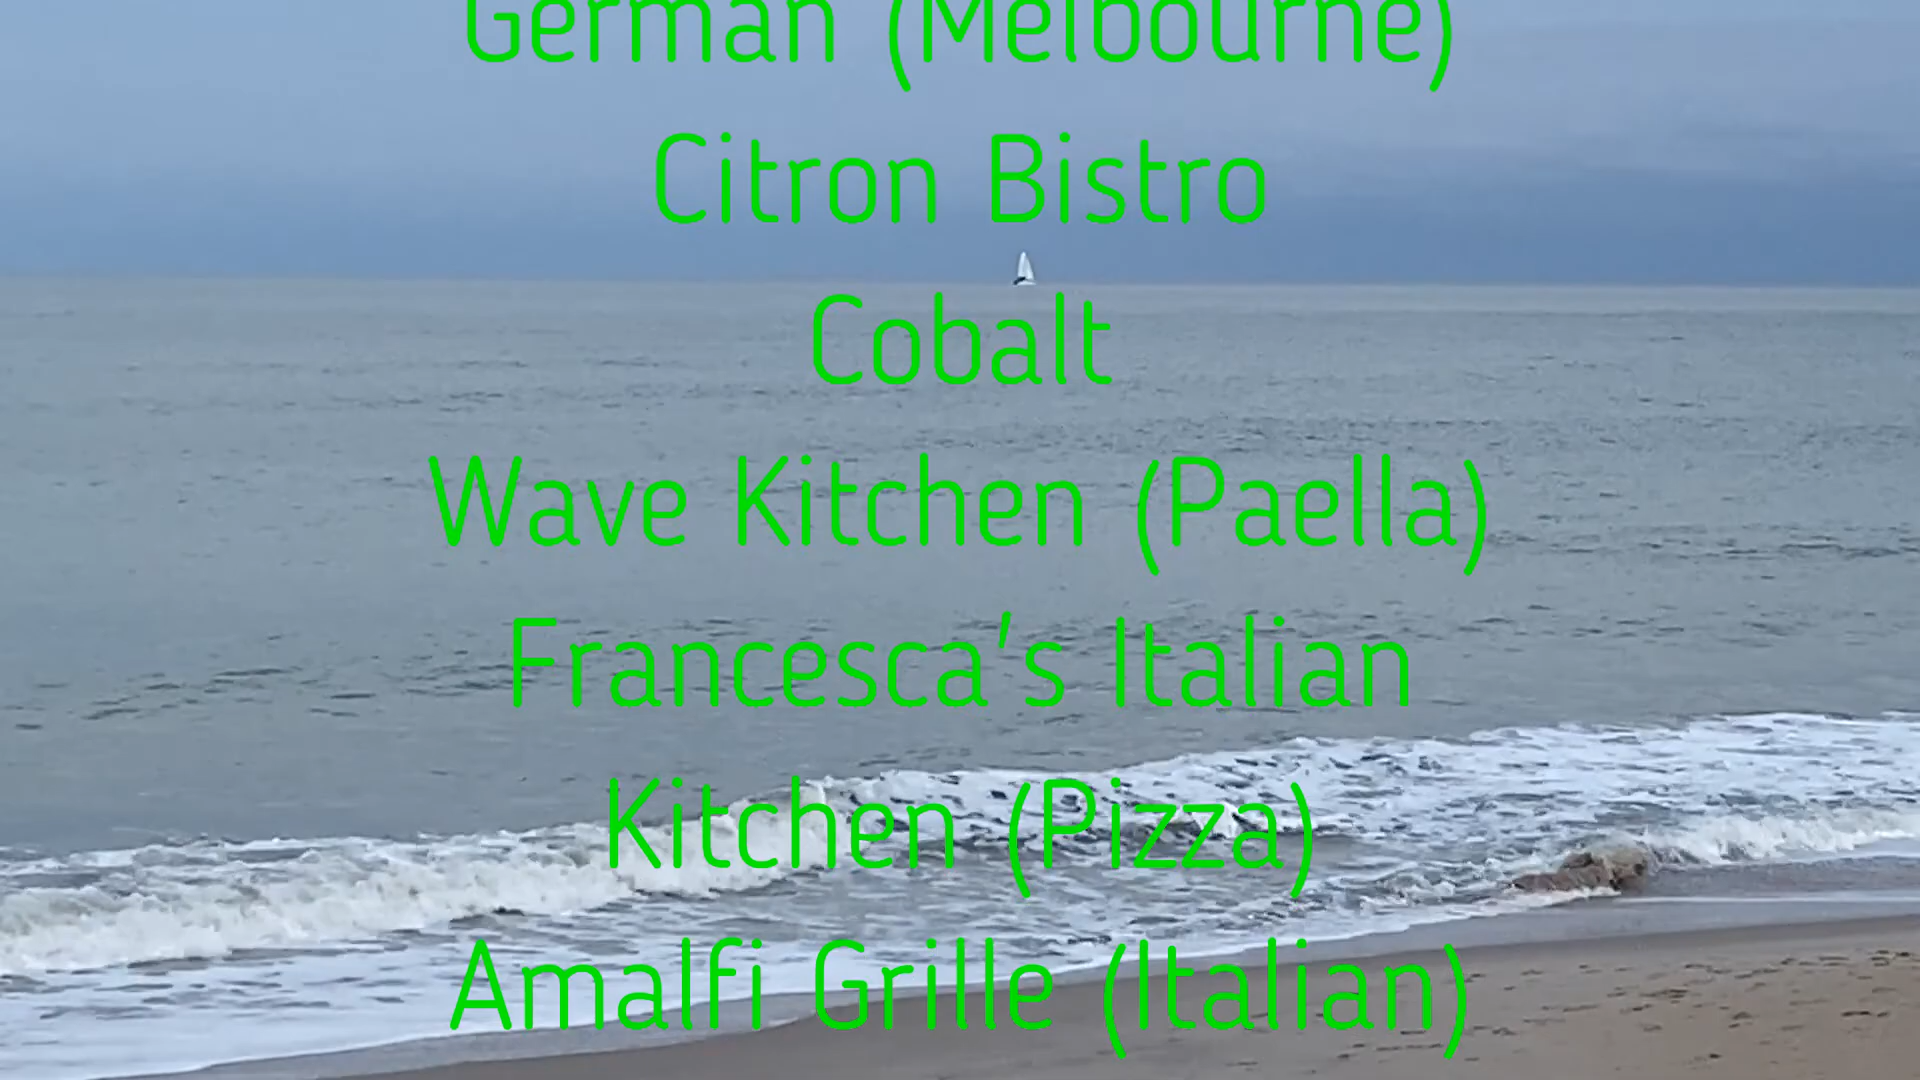 German (Melbourne)
Citron Bistro
Cobalt
Wave Kitchen (Paella)
Francesca's Italian
Kitchen (Pizza)
Amalfi Grille (Italian)